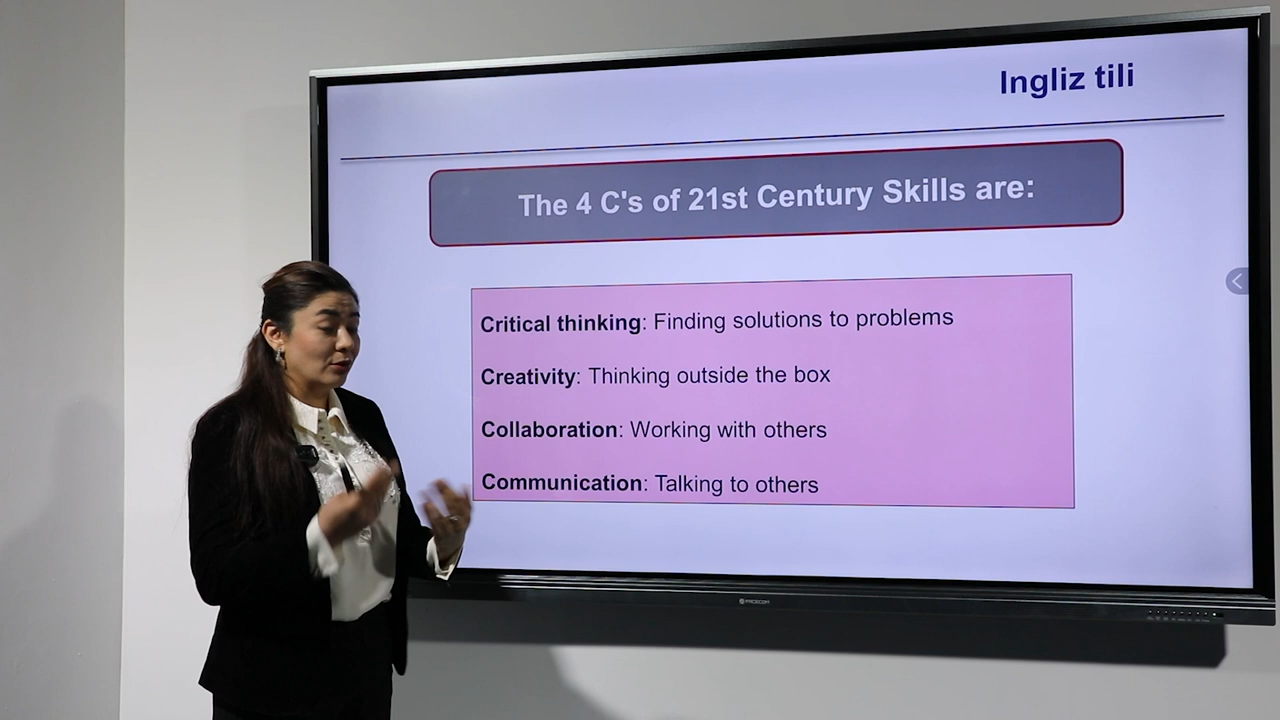 Ingliz tili
The 4 C's of 21st Century Skills are:
Critical thinking: Finding solutions to problems
Creativity: Thinking outside the box
Collaboration: Working with others
Communication: Talking to others